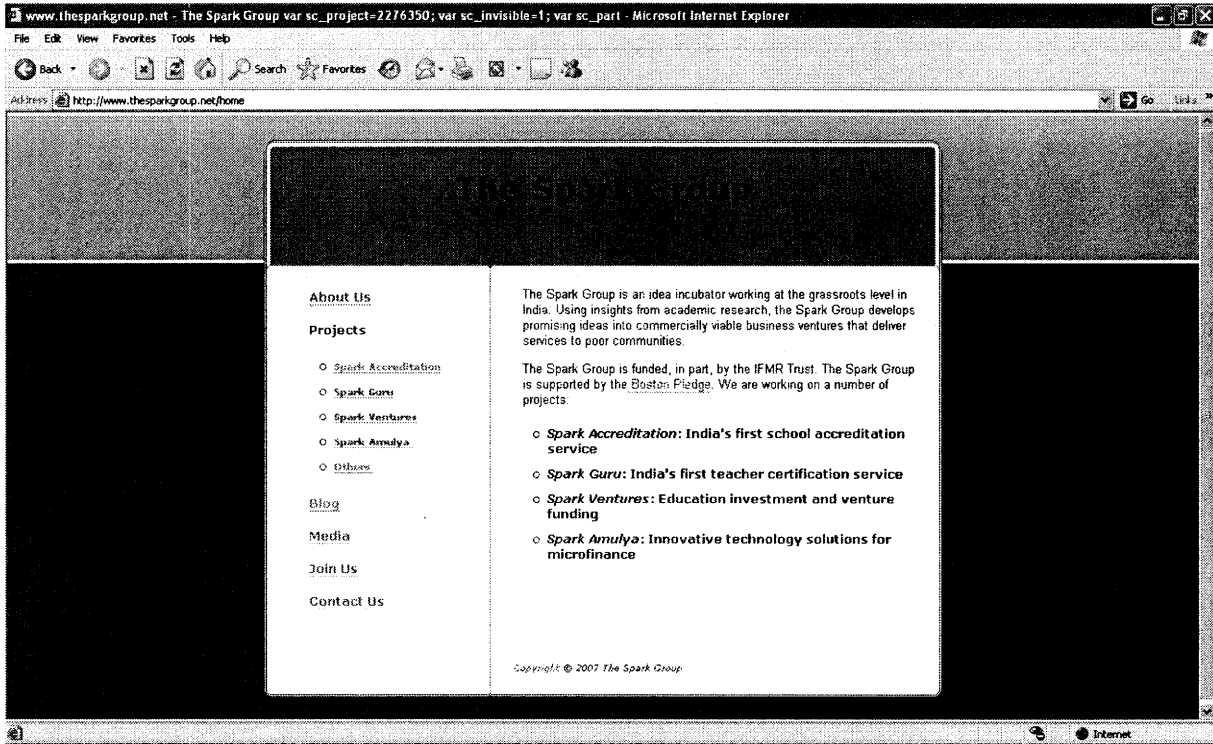 www.thesparkgroup.net - The Spark Group var sc_project=2276350; var sc_invisible=1; var sc_part - Microsoft Internet Explorer
File Edit View Favorites Tools Help
Back Search Favorites
Address http://www.thesparkgroup.net/home Go Links »
The Spark Group
About Us
Projects
Spark Accreditation
Spark Guru
Spark Ventures
Spark Amulya
Others
Blog
Media
Join Us
Contact Us
The Spark Group is an idea incubator working at the grassroots level in
India. Using insights from academic research, the Spark Group develops
promising ideas into commercially viable business ventures that deliver
services to poor communities.
The Spark Group is funded, in part, by the IFMR Trust. The Spark Group
is supported by the Boston Pledge. We are working on a number of
projects:
Spark Accreditation: India's first school accreditation
service
Spark Guru: India's first teacher certification service
Spark Ventures: Education investment and venture
funding
Spark Amulya: Innovative technology solutions for
microfinance
Copyright © 2007 The Spark Group
Internet